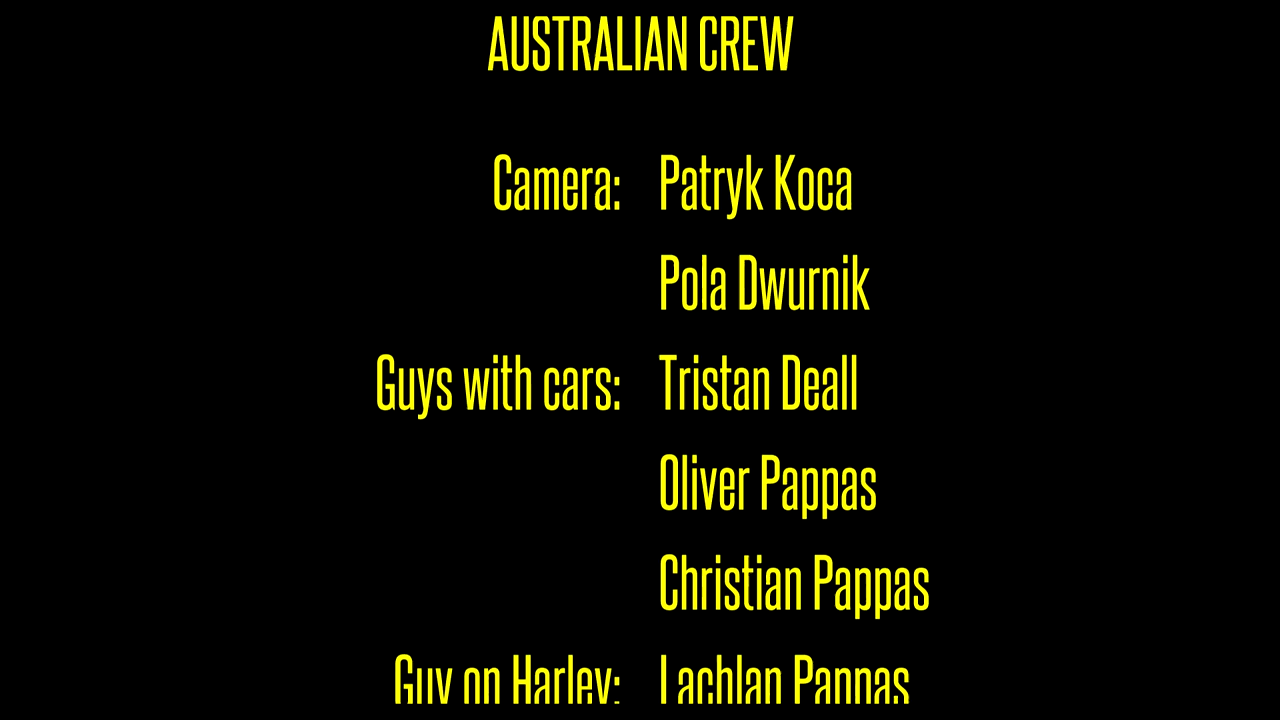 AUSTRALIAN CREW
Camera: Patryk Koca
Pola Dwurnik
Guys with cars: Tristan Deall
Oliver Pappas
Christian Pappas
Guy on Harley: Lachlan Pappas